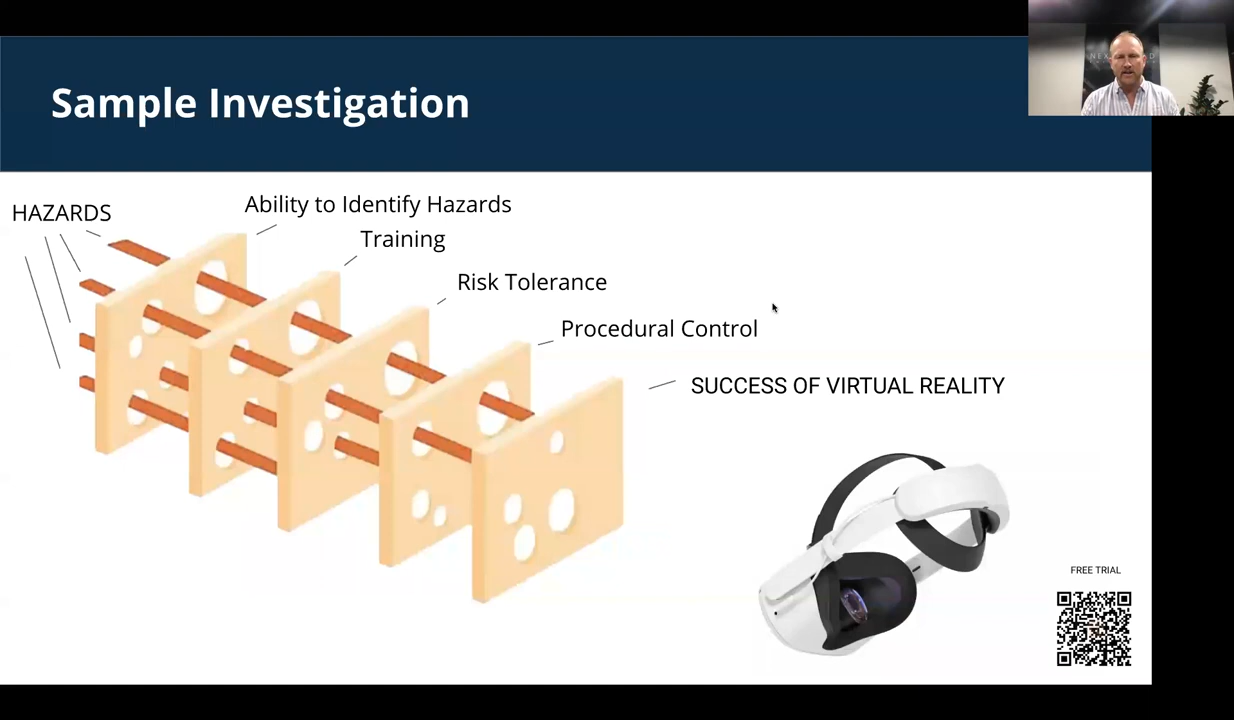 Sample Investigation
HAZARDS
Ability to Identify Hazards
Training
Risk Tolerance
Procedural Control
SUCCESS OF VIRTUAL REALITY
FREE TRIAL